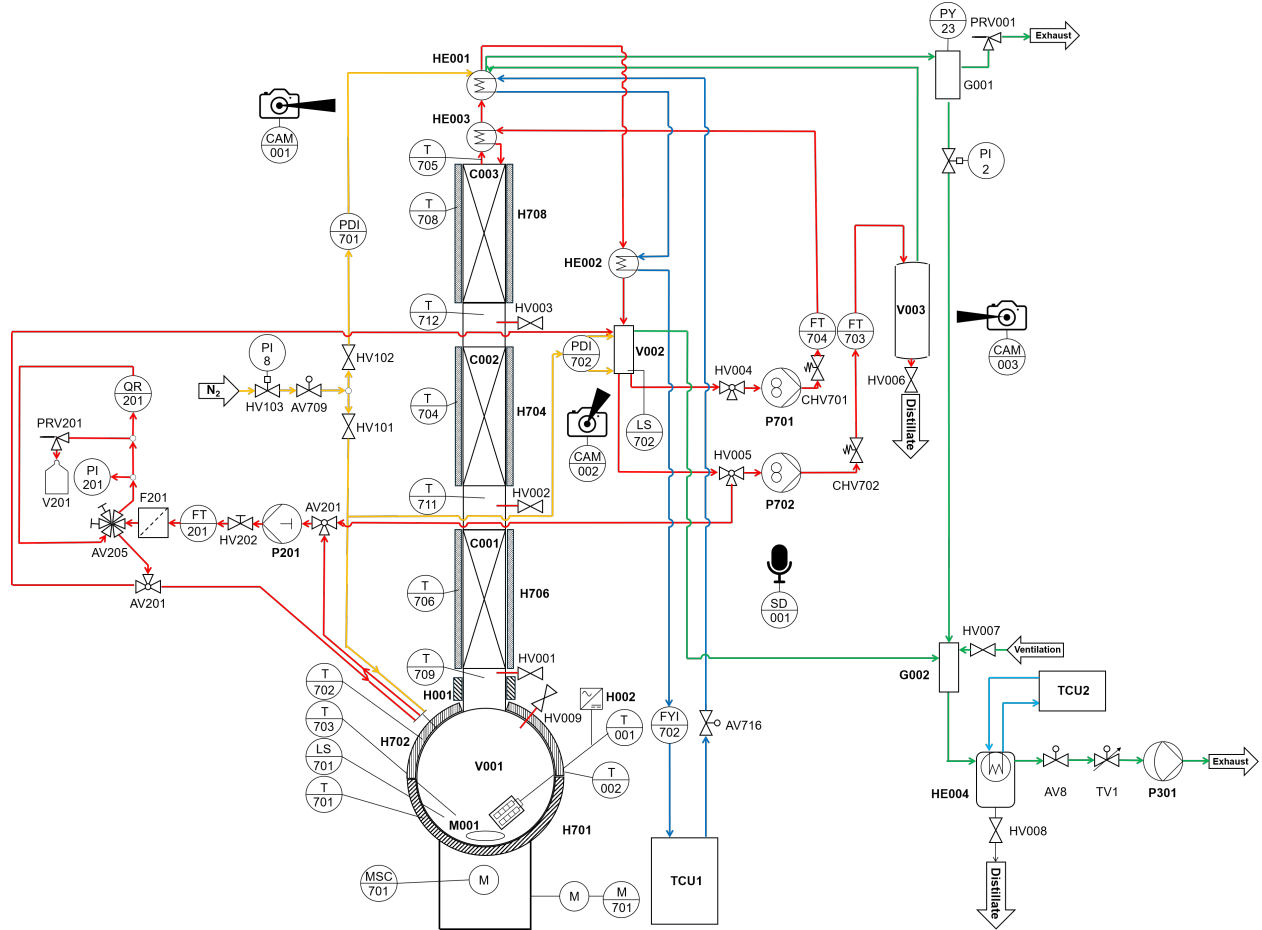 PY
23
PRV001
Exhaust
G001
HE001
CAM
001
HE003
T
705
C003
PI
2
T
708
H708
PDI
701
HE002
T
712
HV003
V002
PDI
702
FT
704
FT
703
V003
CAM
003
PI
8
HV102
N2
HV103
AV709
HV101
C002
T
704
H704
HV004
P701
CHV701
HV006
Distillate
QR
201
PRV201
V201
PI
201
LS
702
CAM
002
HV005
P702
CHV702
T
711
HV002
F201
FT
201
HV202
P201
AV201
AV205
AV201
C001
T
706
H706
SD
001
T
709
HV001
H001
HV009
HV007
Ventilation
G002
TCU2
T
702
T
703
LS
701
T
701
H702
V001
M001
H701
H002
T
001
T
002
FYI
702
AV716
HE004
AV8
TV1
P301
Exhaust
HV008
Distillate
MSC
701
M
M
M
701
TCU1